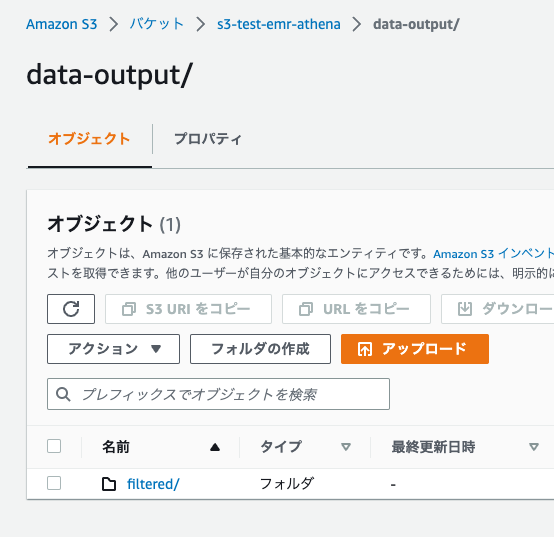 Amazon S3 > バケット > s3-test-emr-athena > data-output/
data-output/
オブジェクト プロパティ
オブジェクト (1)
オブジェクトは、Amazon S3 に保存された基本的なエンティティです。Amazon S3 インベント
ストを取得できます。他のユーザーが自分のオブジェクトにアクセスできるためには、明示的に
S3 URI をコピー URL をコピー ダウンロー
アクション フォルダの作成 アップロード
プレフィックスでオブジェクトを検索
名前 タイプ 最終更新日時
filtered/ フォルダ -